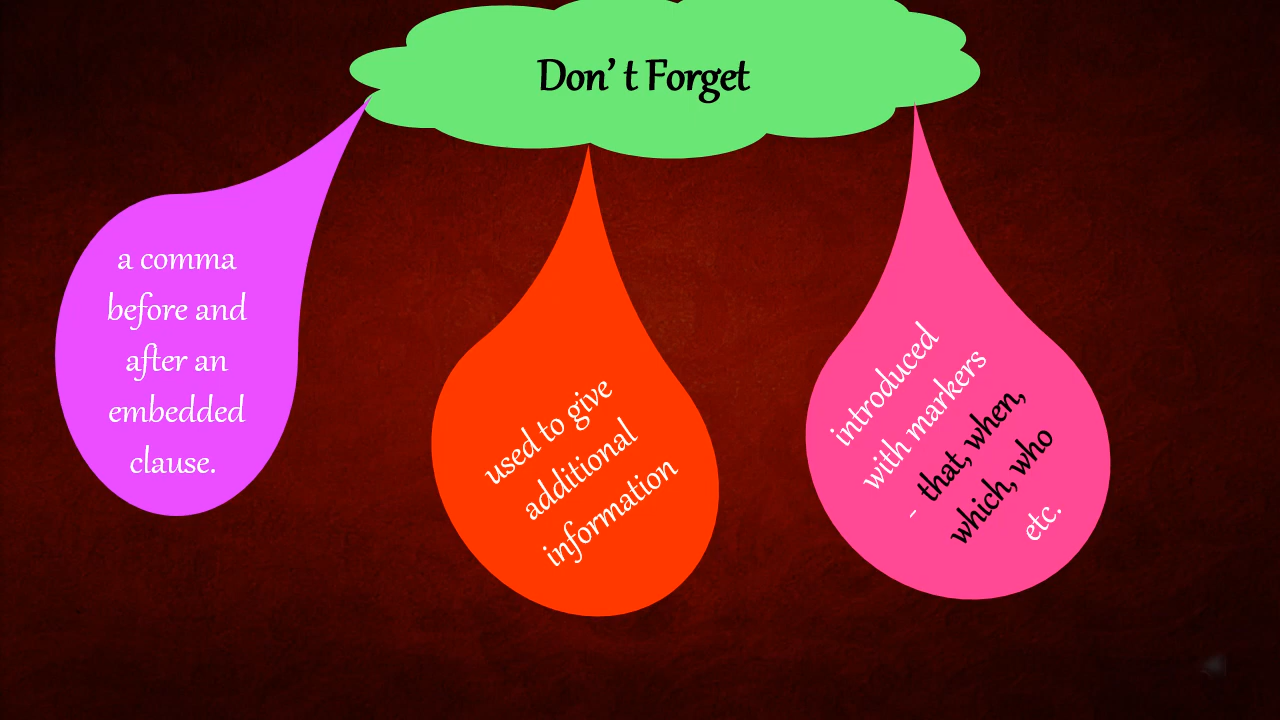 Don’ t Forget
a comma
before and
after an
embedded
clause.
used to give
additional
information
introduced
with markers
- that, when,
which, who
etc.